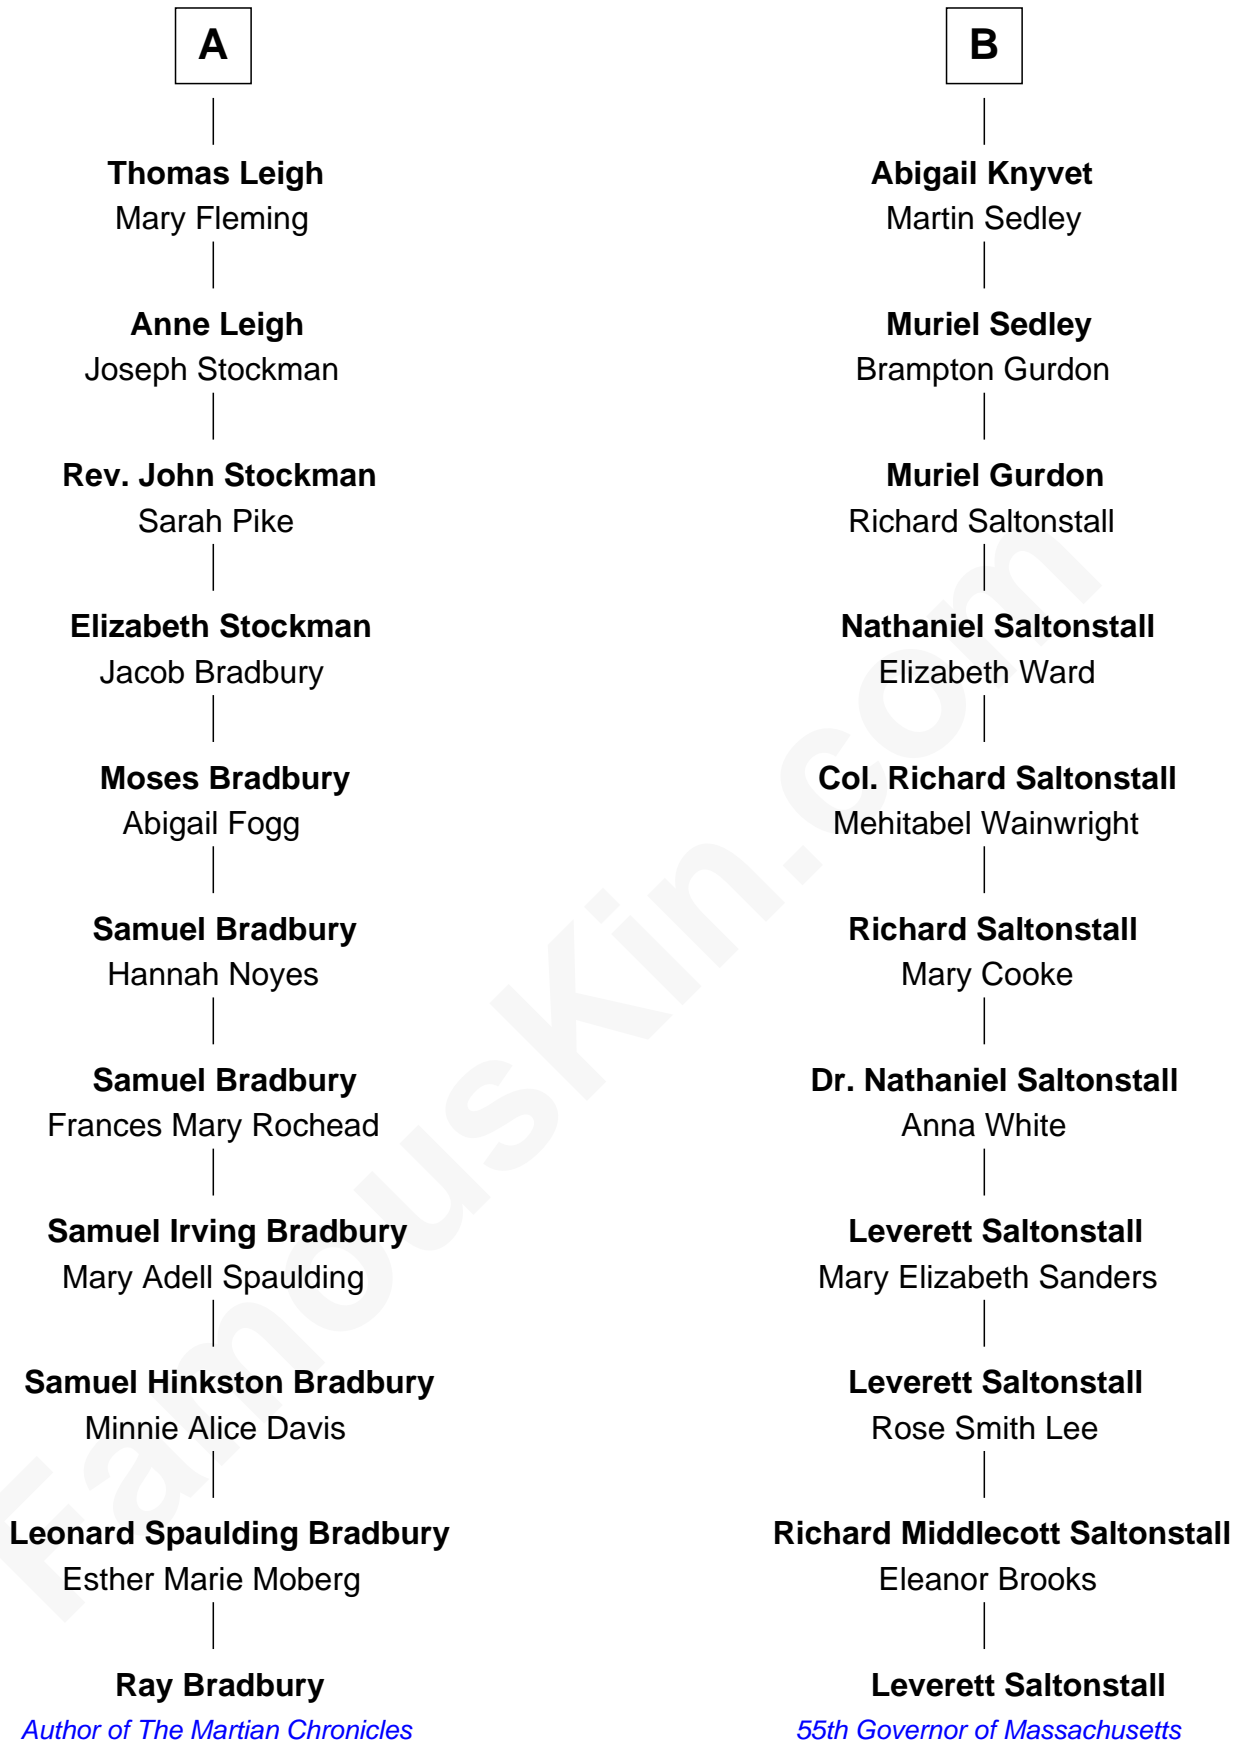 A
Thomas Leigh
Mary Fleming
Anne Leigh
Joseph Stockman
Rev. John Stockman
Sarah Pike
Elizabeth Stockman
Jacob Bradbury
Moses Bradbury
Abigail Fogg
Samuel Bradbury
Hannah Noyes
Samuel Bradbury
Frances Mary Rochead
Samuel Irving Bradbury
Mary Adell Spaulding
Samuel Hinkston Bradbury
Minnie Alice Davis
Leonard Spaulding Bradbury
Esther Marie Moberg
Ray Bradbury
Author of The Martian Chronicles
B
Abigail Knyvet
Martin Sedley
Muriel Sedley
Brampton Gurdon
Muriel Gurdon
Richard Saltonstall
Nathaniel Saltonstall
Elizabeth Ward
Col. Richard Saltonstall
Mehitabel Wainwright
Richard Saltonstall
Mary Cooke
Dr. Nathaniel Saltonstall
Anna White
Leverett Saltonstall
Mary Elizabeth Sanders
Leverett Saltonstall
Rose Smith Lee
Richard Middlecott Saltonstall
Eleanor Brooks
Leverett Saltonstall
55th Governor of Massachusetts
FamousKin.com